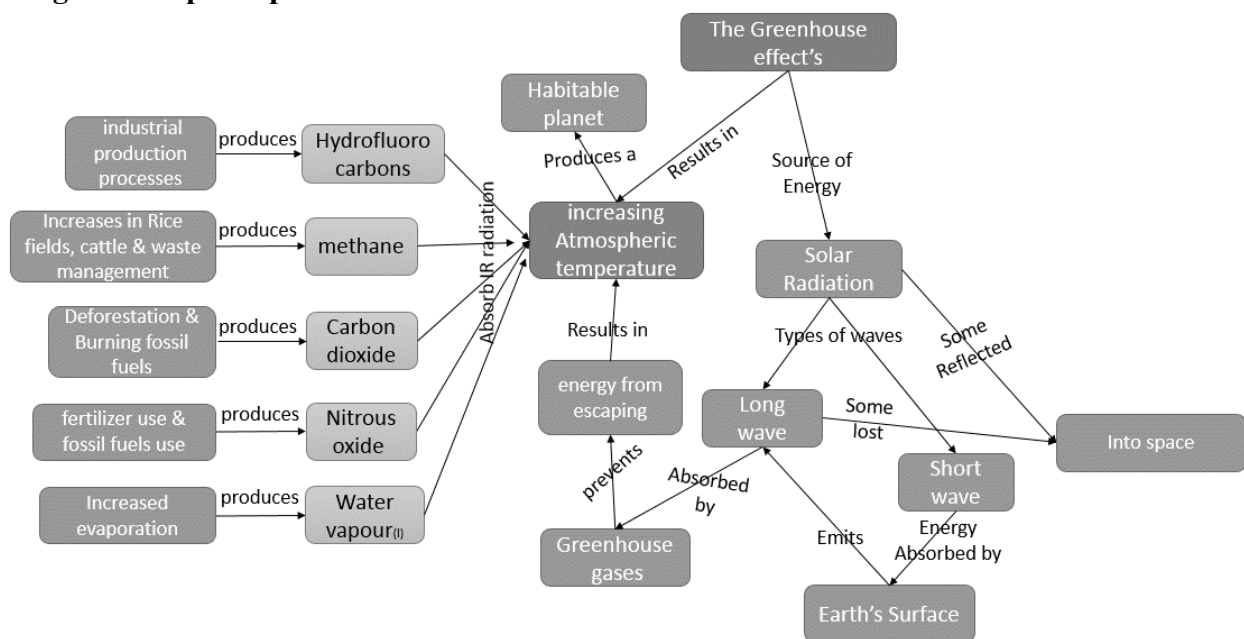 The Greenhouse
effect's
Habitable
planet
Produces a
Results in
Source of
Energy
industrial
production
processes
produces
Hydrofluoro
carbons
Increases in Rice
fields, cattle & waste
management
produces
methane
Deforestation &
Burning fossil
fuels
produces
Carbon
dioxide
fertilizer use &
fossil fuels use
produces
Nitrous
oxide
Increased
evaporation
produces
Water
vapour(l)
Absorb IR radiation
increasing
Atmospheric
temperature
Results in
energy from
escaping
prevents
Greenhouse
gases
Solar
Radiation
Types of waves
Some
Reflected
Long
wave
Some
lost
Into space
Short
wave
Absorbed
by
Emits
Energy
Absorbed by
Earth's Surface